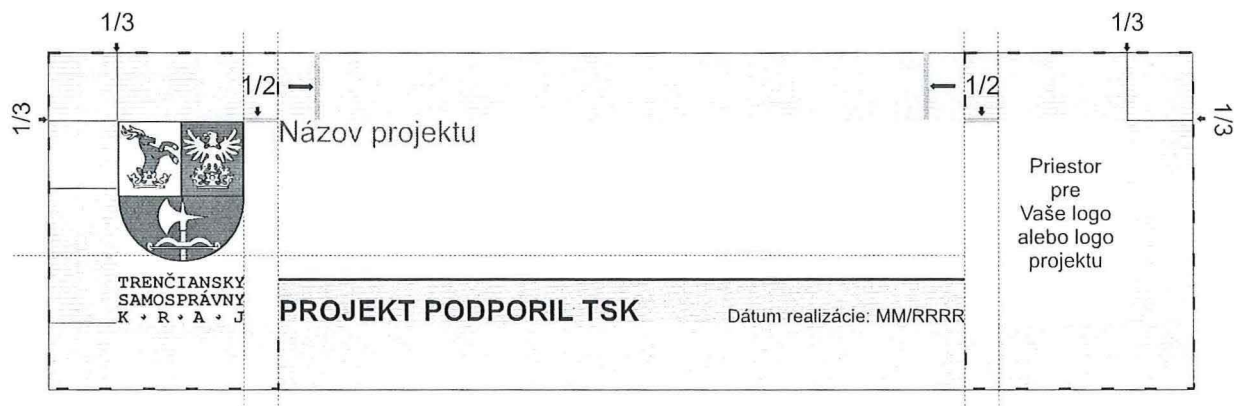 1/3
1/3
1/2
1/2
1/3
1/3
Názov projektu
Priestor
pre
Vaše logo
alebo logo
projektu
TRENČIANSKY
SAMOSPRÁVNY
K · R · A · J
PROJEKT PODPORIL TSK
Dátum realizácie: MM/RRRR